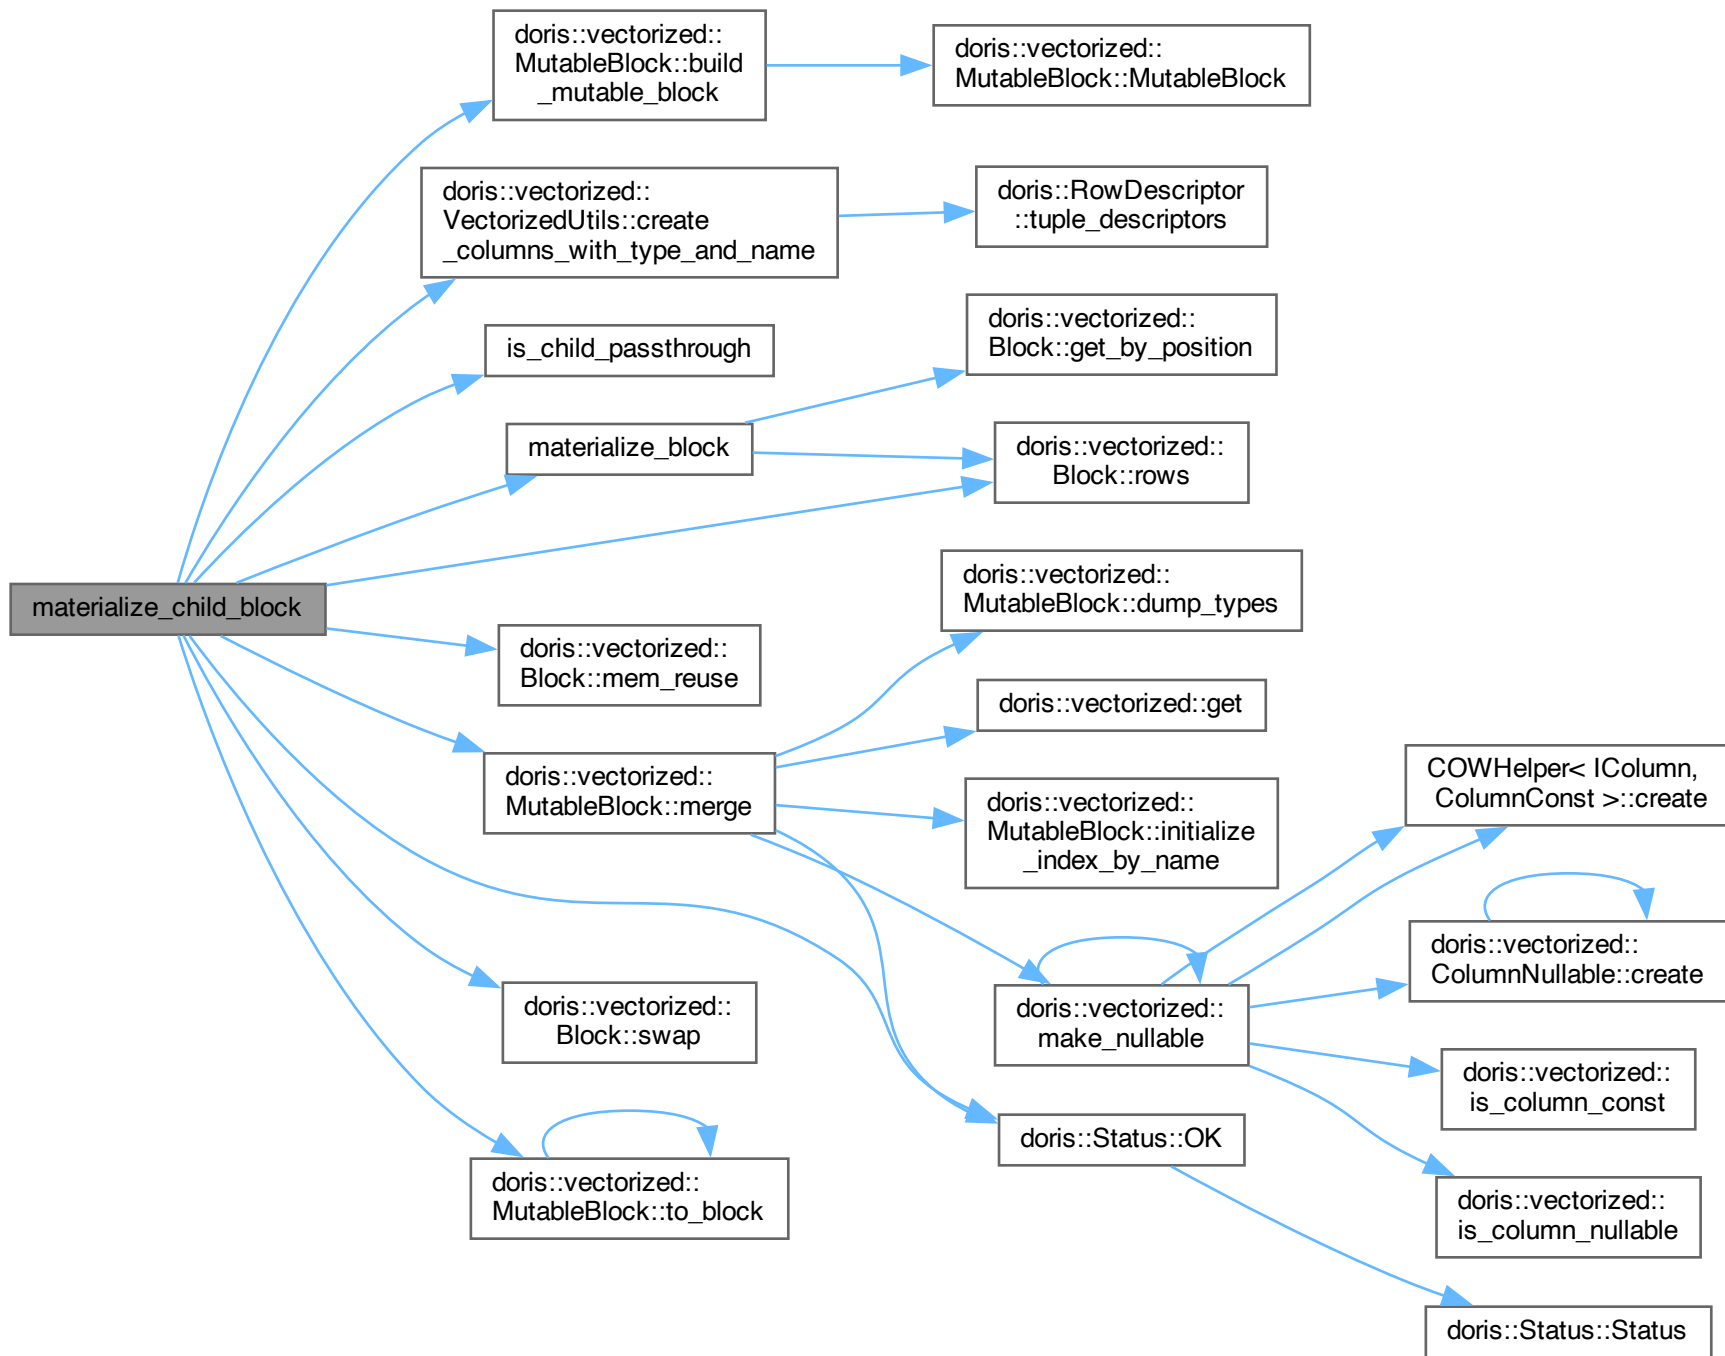 doris::vectorized::
MutableBlock::build
_mutable_block
doris::vectorized::
MutableBlock::MutableBlock
doris::vectorized::
VectorizedUtils::create
_columns_with_type_and_name
doris::RowDescriptor
::tuple_descriptors
is_child_passthrough
doris::vectorized::
Block::get_by_position
materialize_block
doris::vectorized::
Block::rows
materialize_child_block
doris::vectorized::
MutableBlock::dump_types
doris::vectorized::
Block::mem_reuse
doris::vectorized::get
doris::vectorized::
MutableBlock::merge
doris::vectorized::
MutableBlock::initialize
_index_by_name
COWHelper< IColumn,
ColumnConst >::create
doris::vectorized::
ColumnNullable::create
doris::vectorized::
Block::swap
doris::vectorized::
make_nullable
doris::vectorized::
is_column_const
doris::Status::OK
doris::vectorized::
MutableBlock::to_block
doris::vectorized::
is_column_nullable
doris::Status::Status